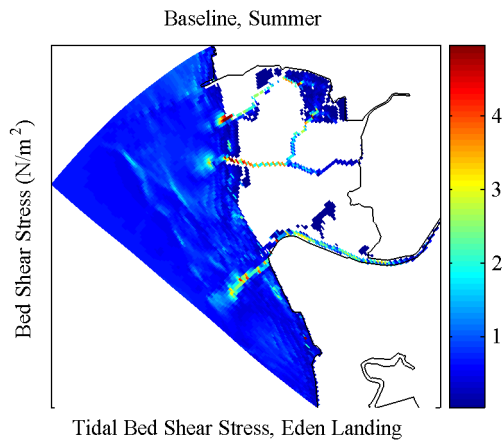 Baseline, Summer
Bed Shear Stress (N/m²)
4
3
2
1
Tidal Bed Shear Stress, Eden Landing